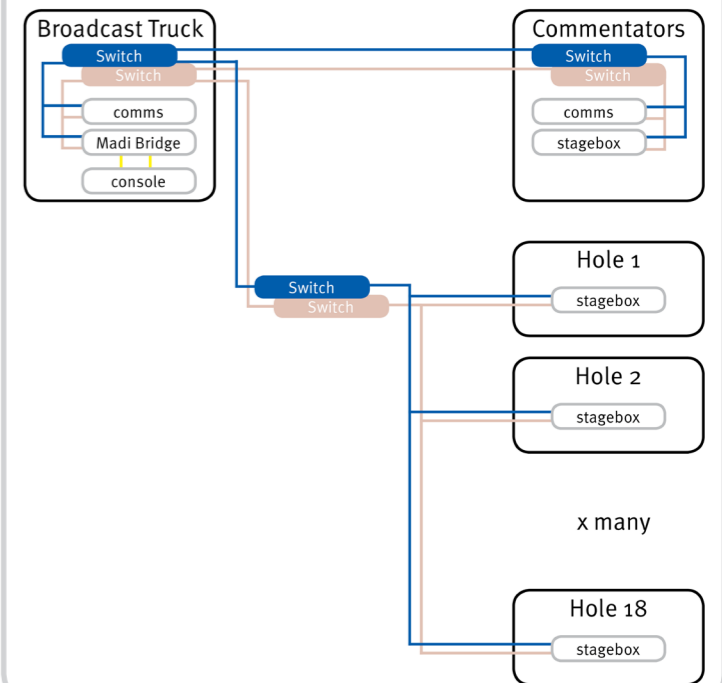 Broadcast Truck
Switch
Switch
comms
Madi Bridge
console
Commentators
Switch
Switch
comms
stagebox
Switch
Switch
Hole 1
stagebox
Hole 2
stagebox
x many
Hole 18
stagebox